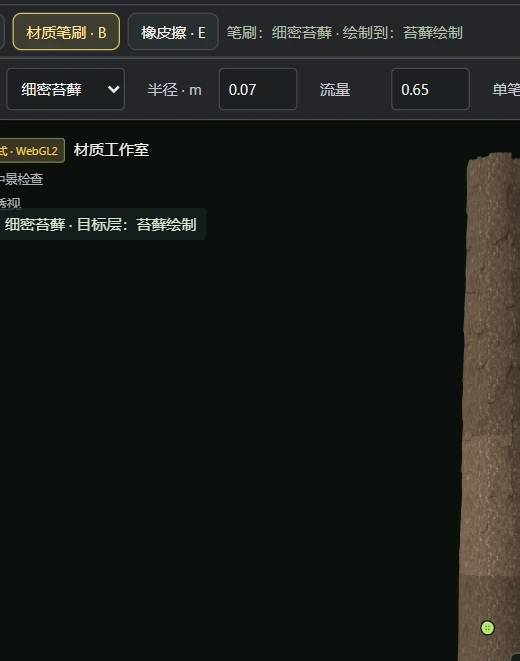 材质笔刷 · B 橡皮擦 · E 笔刷：细密苔藓 · 绘制到：苔藓绘制
细密苔藓 半径 · m 0.07 流量 0.65 单笔
式 · WebGL2 材质工作室
中景检查
透视
细密苔藓 · 目标层：苔藓绘制